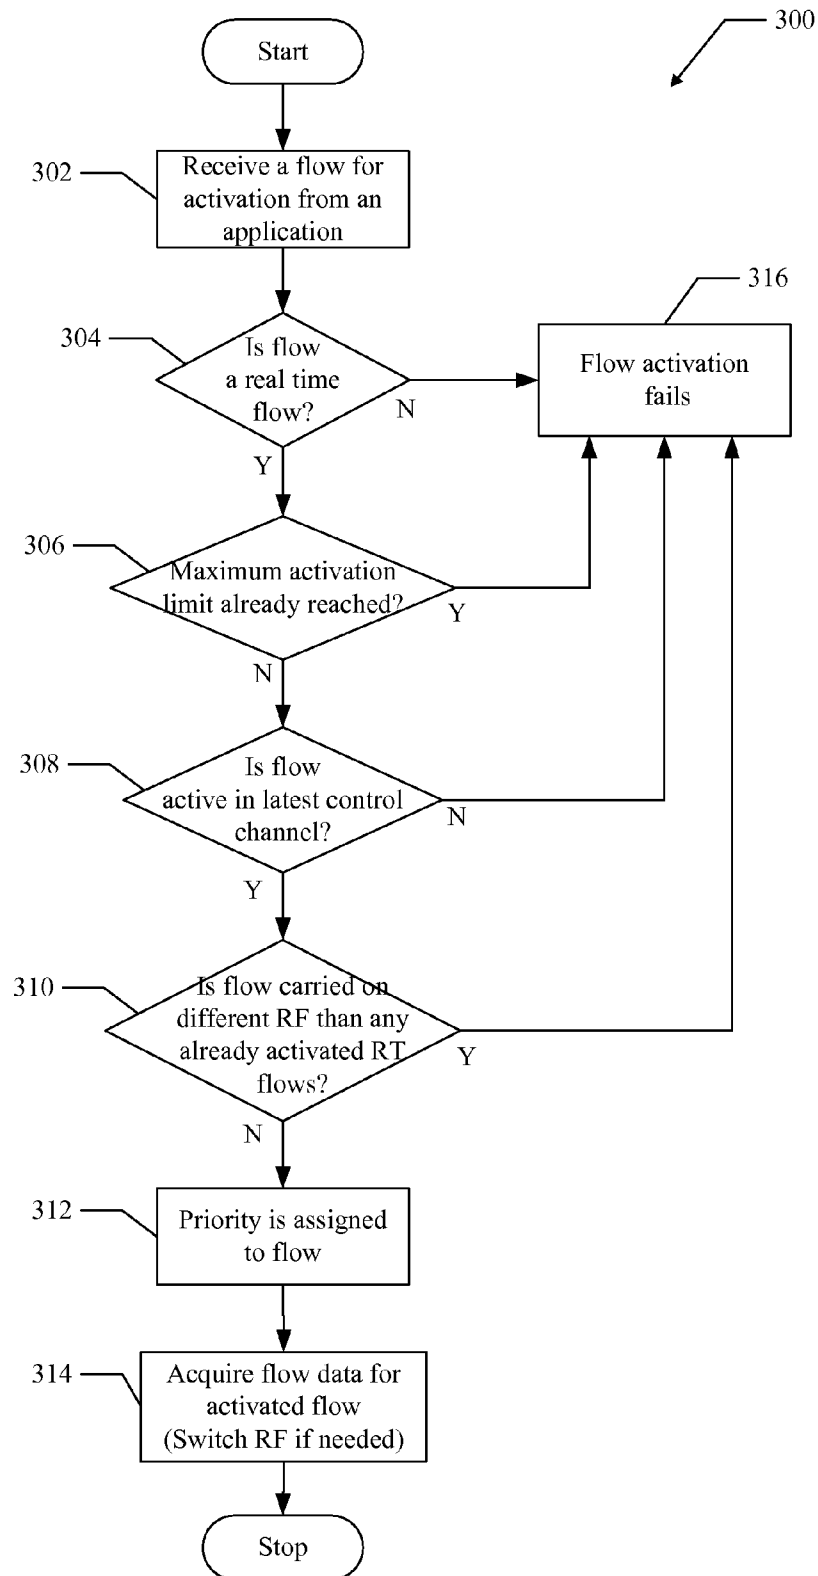 300
Start
302
Receive a flow for
activation from an
application
304
Is flow
a real time
flow?
N
Y
316
Flow activation
fails
306
Maximum activation
limit already reached?
Y
N
308
Is flow
active in latest control
channel?
N
Y
310
Is flow carried on
different RF than any
already activated RT
flows?
Y
N
312
Priority is assigned
to flow
314
Acquire flow data for
activated flow
(Switch RF if needed)
Stop